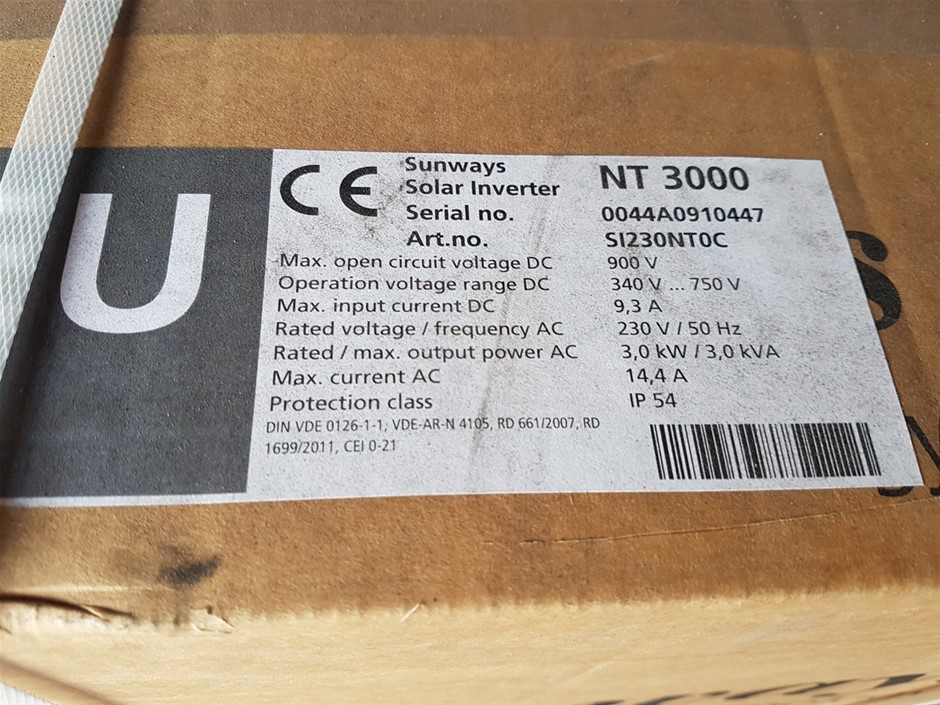 U
CE
Sunways NT 3000
Solar Inverter
Serial no. 0044A0910447
Art.no. SI230NT0C
Max. open circuit voltage DC 900 V
Operation voltage range DC 340 V ... 750 V
Max. input current DC 9,3 A
Rated voltage / frequency AC 230 V / 50 Hz
Rated / max. output power AC 3,0 kW / 3,0 kVA
Max. current AC 14,4 A
Protection class IP 54
DIN VDE 0126-1-1, VDE-AR-N 4105, RD 661/2007, RD
1699/2011, CEI 0-21